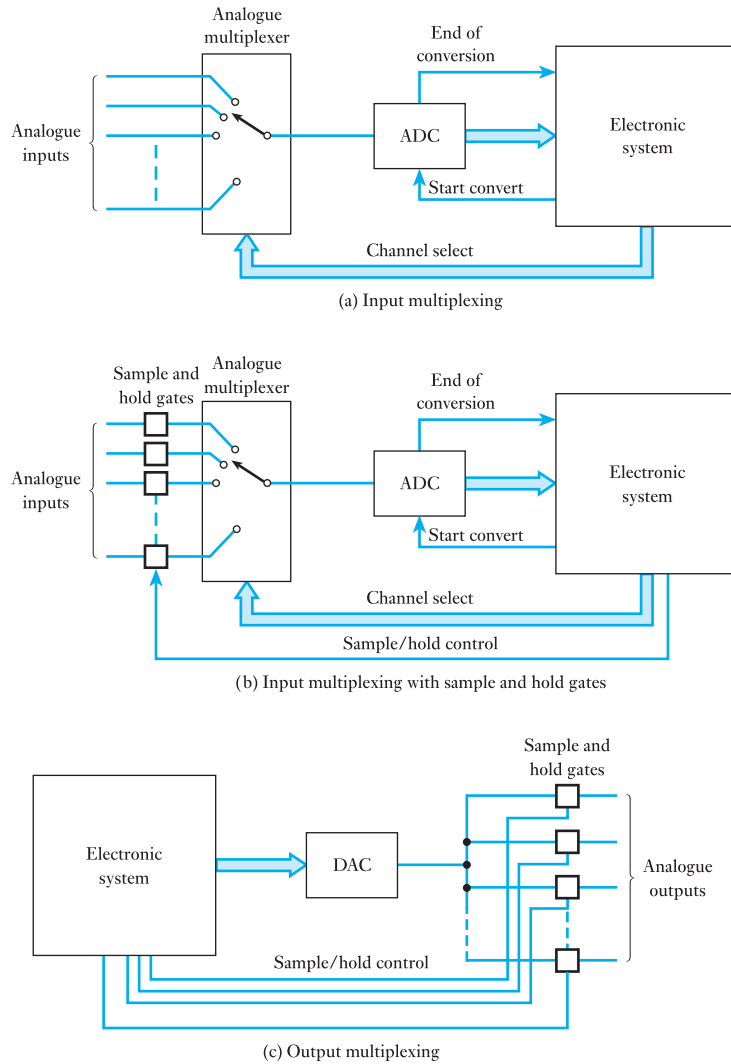 Analogue
multiplexer
End of
conversion
Analogue
inputs
ADC
Electronic
system
Start convert
Channel select
(a) Input multiplexing
Sample and
hold gates
Analogue
multiplexer
End of
conversion
Analogue
inputs
ADC
Electronic
system
Start convert
Channel select
Sample/hold control
(b) Input multiplexing with sample and hold gates
Sample and
hold gates
Electronic
system
DAC
Analogue
outputs
Sample/hold control
(c) Output multiplexing